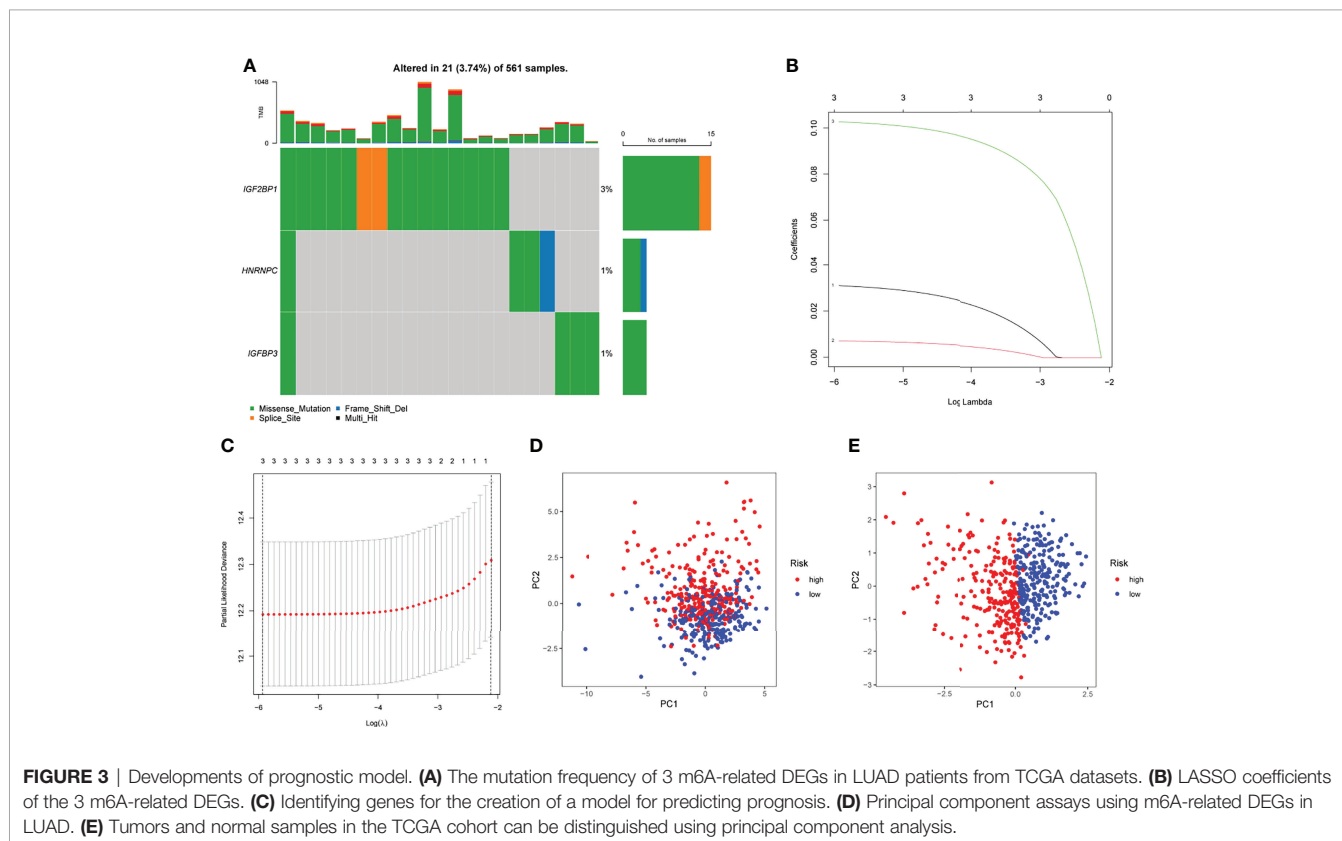 A
Altered in 21 (3.74%) of 561 samples.
1048
TMB
0
0 15
No. of samples
IGF2BP1 3%
HNRNPC 1%
IGFBP3 1%
Missense_Mutation Frame_Shift_Del
Splice_Site Multi_Hit
B
3 3 3 3 0
Coefficients
0.10
0.08
0.06
0.04
0.02
0.00
3
1
2
−6 −5 −4 −3 −2
Log Lambda
C
3 3 3 3 3 3 3 3 3 3 3 3 3 3 2 2 1 1 1
Partial Likelihood Deviance
12.4
12.3
12.2
12.1
−6 −5 −4 −3 −2
Log(λ)
D
PC2
5.0
2.5
0.0
−2.5
−10 −5 0 5
PC1
Risk
high
low
E
PC2
3
2
1
0
−1
−2
−3
−2.5 0.0 2.5
PC1
Risk
high
low
FIGURE 3 | Developments of prognostic model. (A) The mutation frequency of 3 m6A-related DEGs in LUAD patients from TCGA datasets. (B) LASSO coefficients
of the 3 m6A-related DEGs. (C) Identifying genes for the creation of a model for predicting prognosis. (D) Principal component assays using m6A-related DEGs in
LUAD. (E) Tumors and normal samples in the TCGA cohort can be distinguished using principal component analysis.